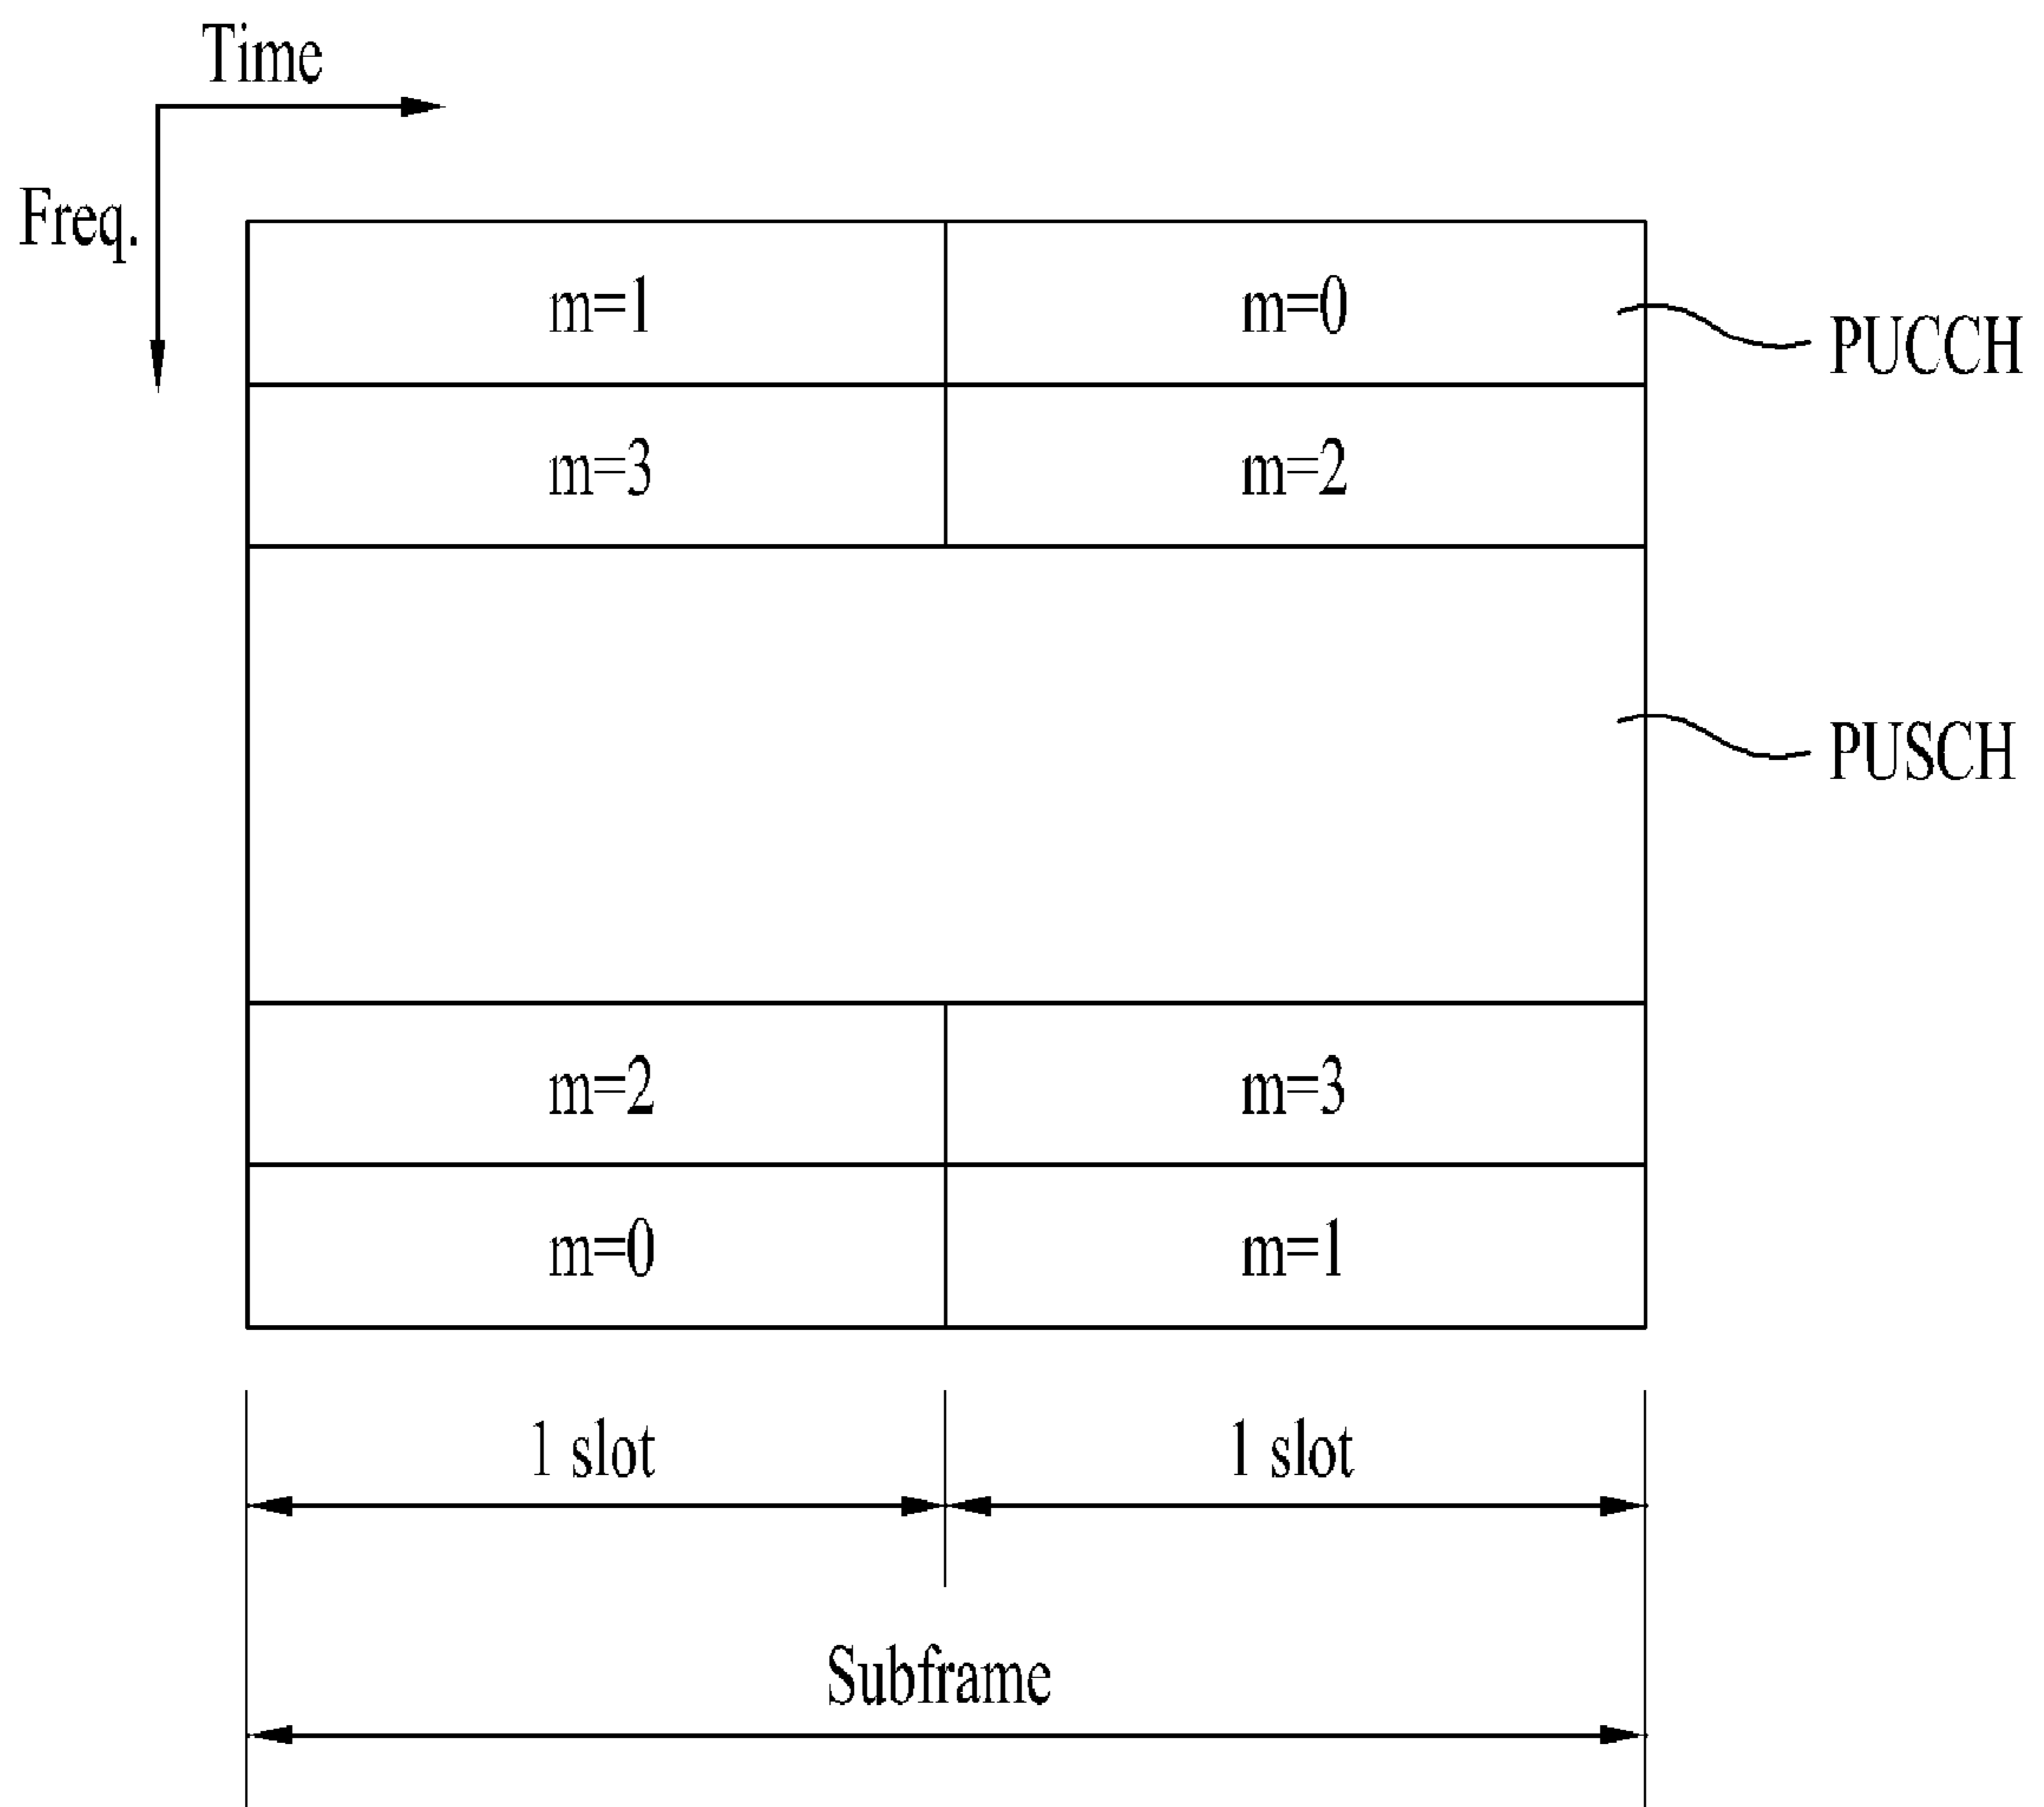 Time
Freq.
m=1
m=0
PUCCH
m=3
m=2
PUSCH
m=2
m=3
m=0
m=1
1 slot
1 slot
Subframe